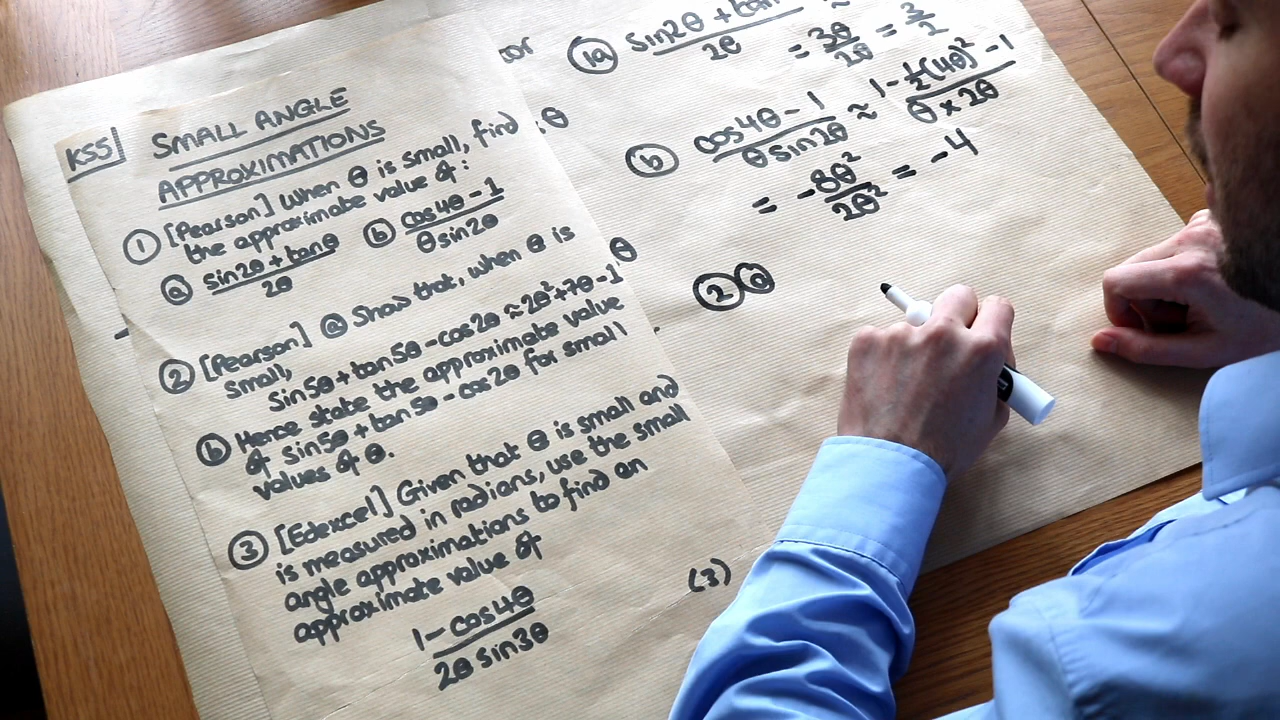 KS5
SMALL ANGLE
APPROXIMATIONS
① [Pearson] When θ is small, find
the approximate value of:
ⓐ sin2θ + tanθ / 2θ ⓑ cos4θ - 1 / θsin2θ
② [Pearson] ⓐ Show that, when θ is
small,
sin5θ + tan5θ - cos2θ ≈ 2θ² + 7θ - 1
ⓑ Hence state the approximate value
of sin5θ + tan5θ - cos2θ for small
values of θ.
③ [Edexcel] Given that θ is small and
is measured in radians, use the small
angle approximations to find an
approximate value of
(3)
1 - cos4θ / 2θ sin3θ
or
: θ
θ
1a sin2θ + tan / 2θ ≈
= 3θ / 2θ = 3 / 2
ⓑ cos4θ - 1 / θsin2θ ≈ 1 - ½(4θ)² - 1 / θ × 2θ
= -8θ² / 2θ² = -4
② ⓐ